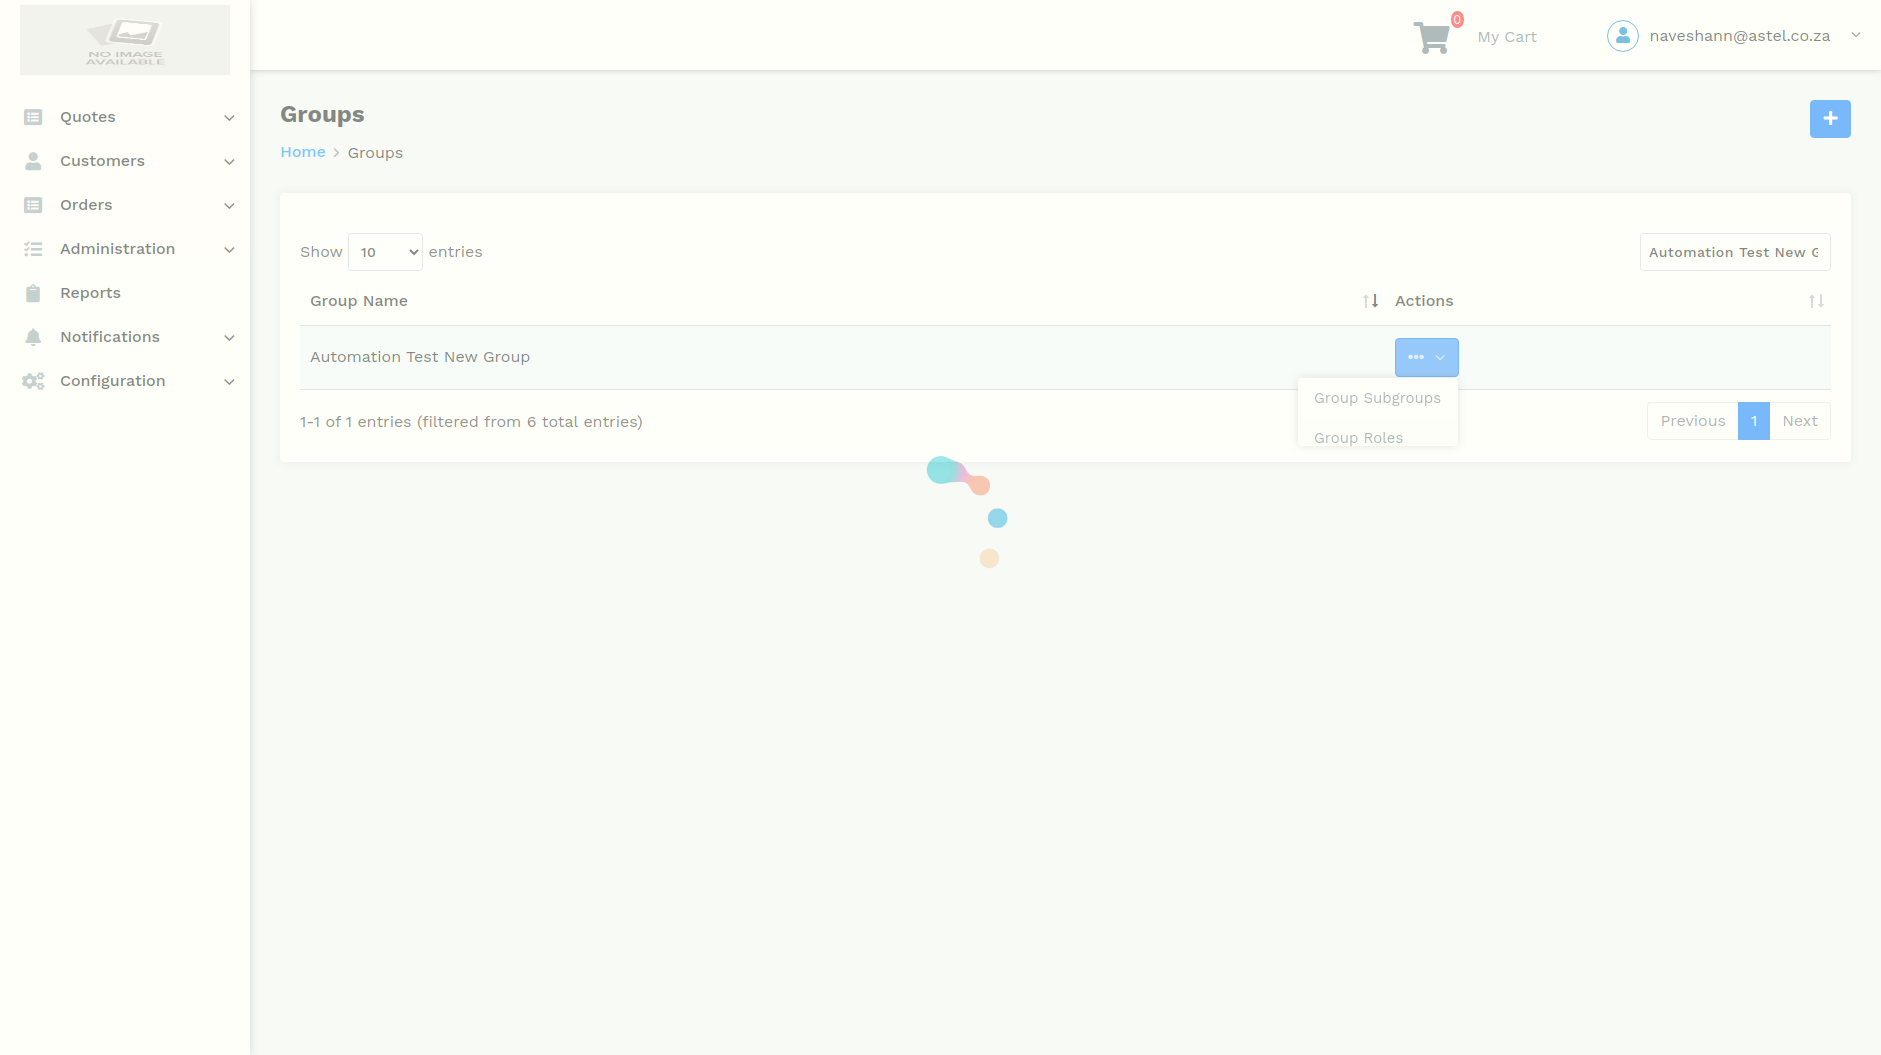 NO IMAGE
AVAILABLE
0
My Cart
naveshann@astel.co.za
Quotes
Customers
Orders
Administration
Reports
Notifications
Configuration
Groups
Home > Groups
Show 10 entries
Automation Test New G
Group Name
Actions
Automation Test New Group
Group Subgroups
Group Roles
1-1 of 1 entries (filtered from 6 total entries)
Previous 1 Next